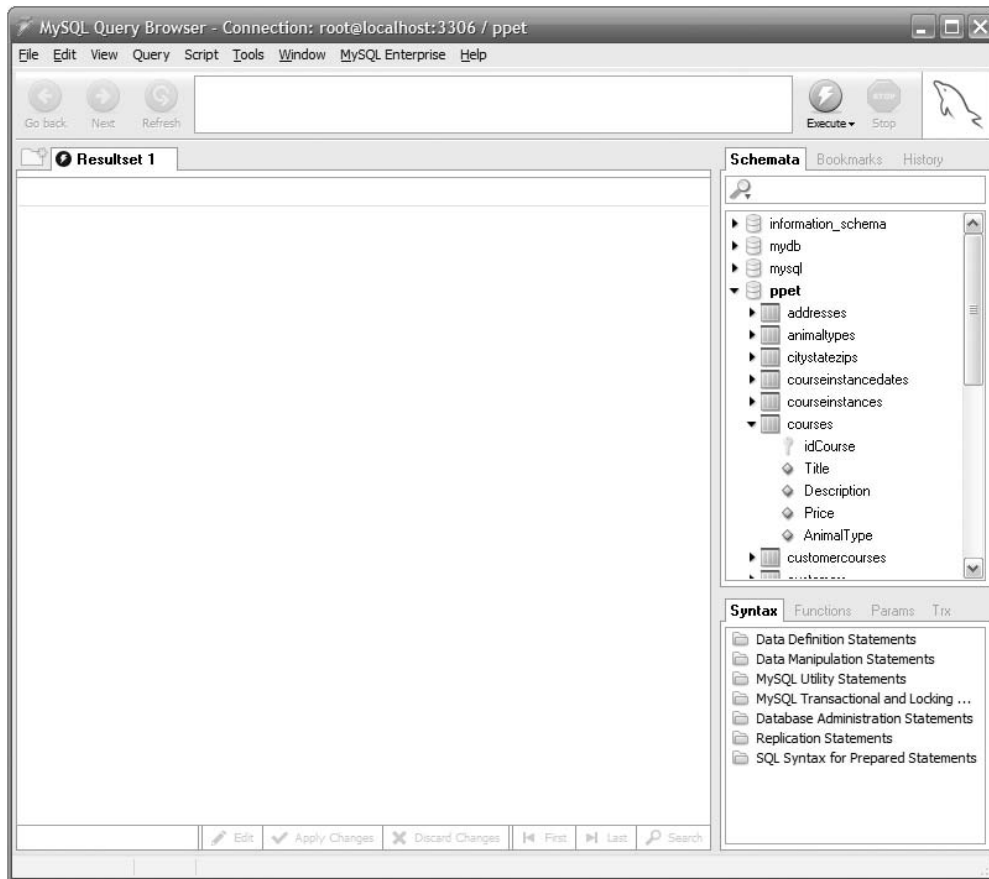 MySQL Query Browser - Connection: root@localhost:3306 / ppet
File Edit View Query Script Tools Window MySQL Enterprise Help
Go back Next Refresh
Execute Stop
Resultset 1
Schemata Bookmarks History
information_schema
mydb
mysql
ppet
addresses
animaltypes
citystatezips
courseinstancedates
courseinstances
courses
idCourse
Title
Description
Price
AnimalType
customercourses
Syntax Functions Params Trx
Data Definition Statements
Data Manipulation Statements
MySQL Utility Statements
MySQL Transactional and Locking ...
Database Administration Statements
Replication Statements
SQL Syntax for Prepared Statements
Edit Apply Changes Discard Changes First Last Search